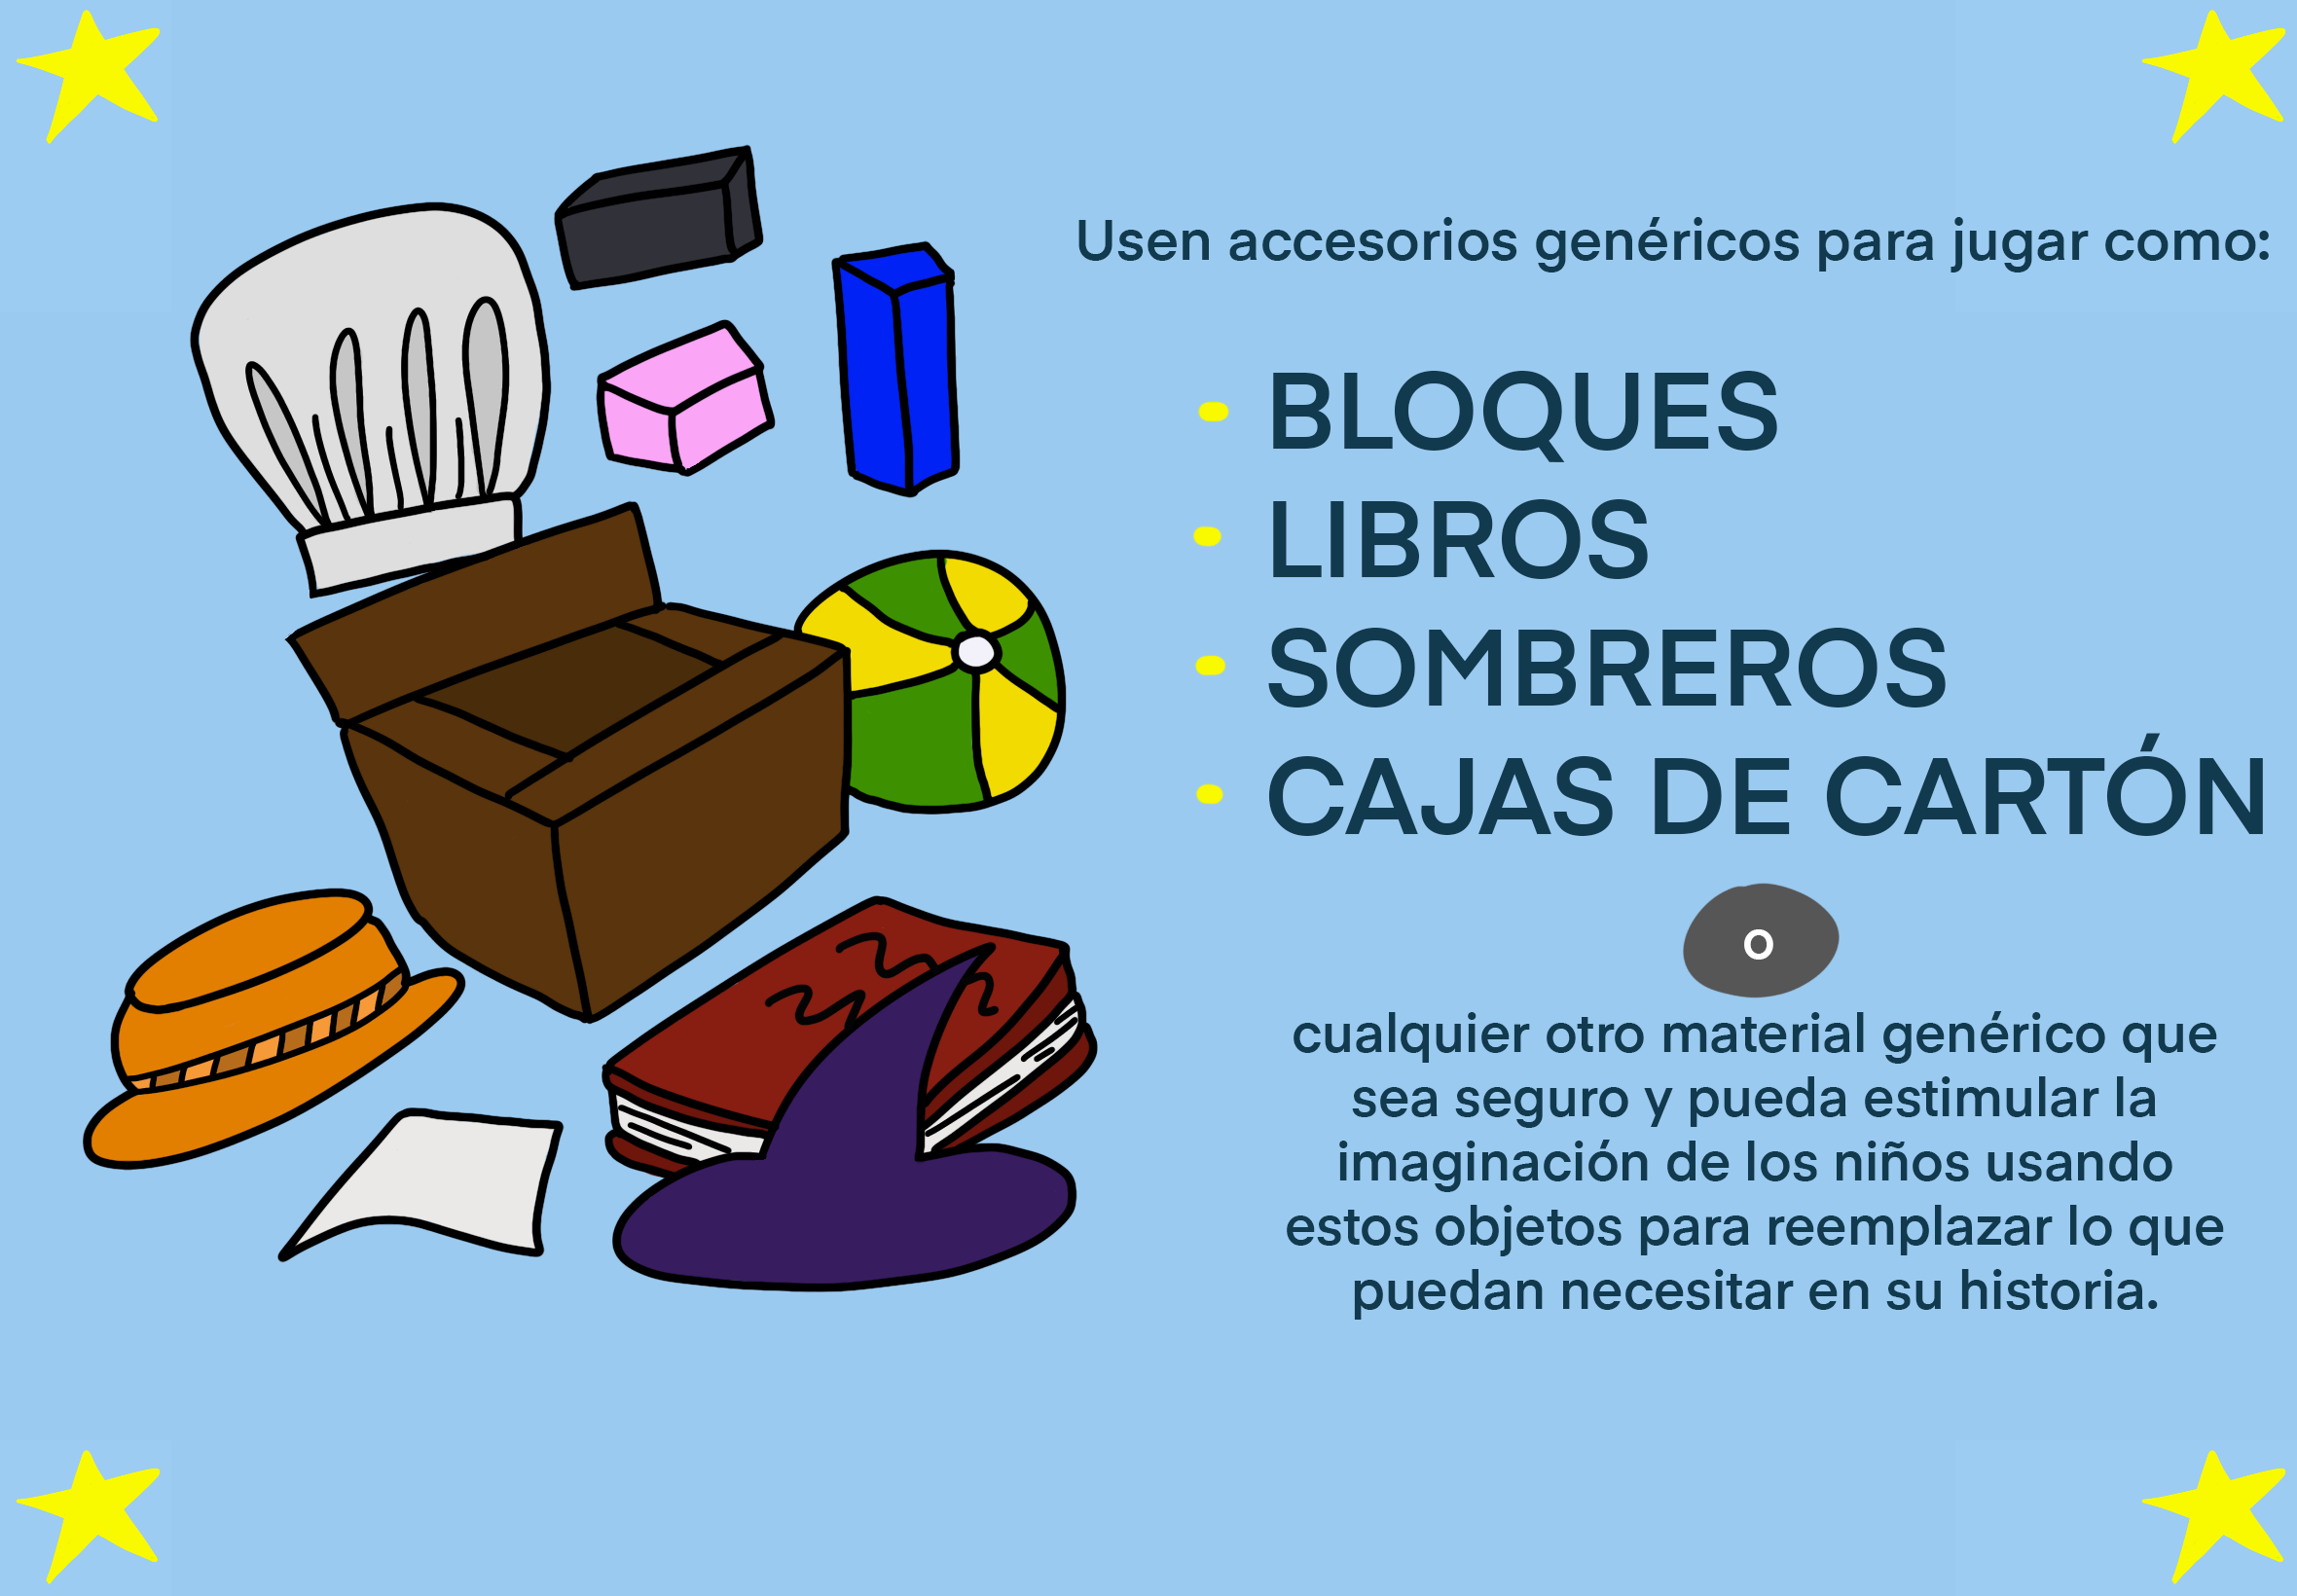 Usen accesorios genéricos para jugar como:
BLOQUES
LIBROS
SOMBREROS
CAJAS DE CARTÓN
o
cualquier otro material genérico que
sea seguro y pueda estimular la
imaginación de los niños usando
estos objetos para reemplazar lo que
puedan necesitar en su historia.